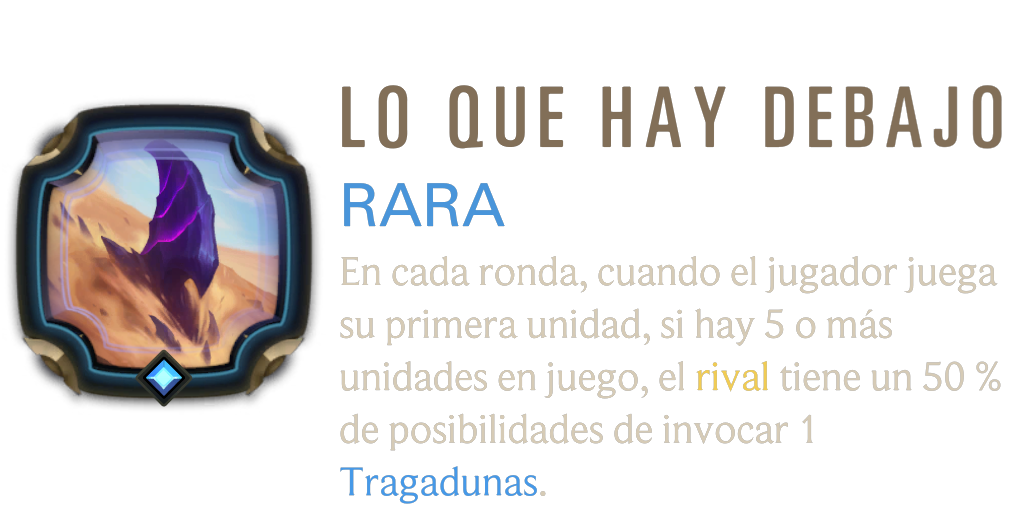 LO QUE HAY DEBAJO
RARA
En cada ronda, cuando el jugador juega
su primera unidad, si hay 5 o más
unidades en juego, el rival tiene un 50 %
de posibilidades de invocar 1
Tragadunas.